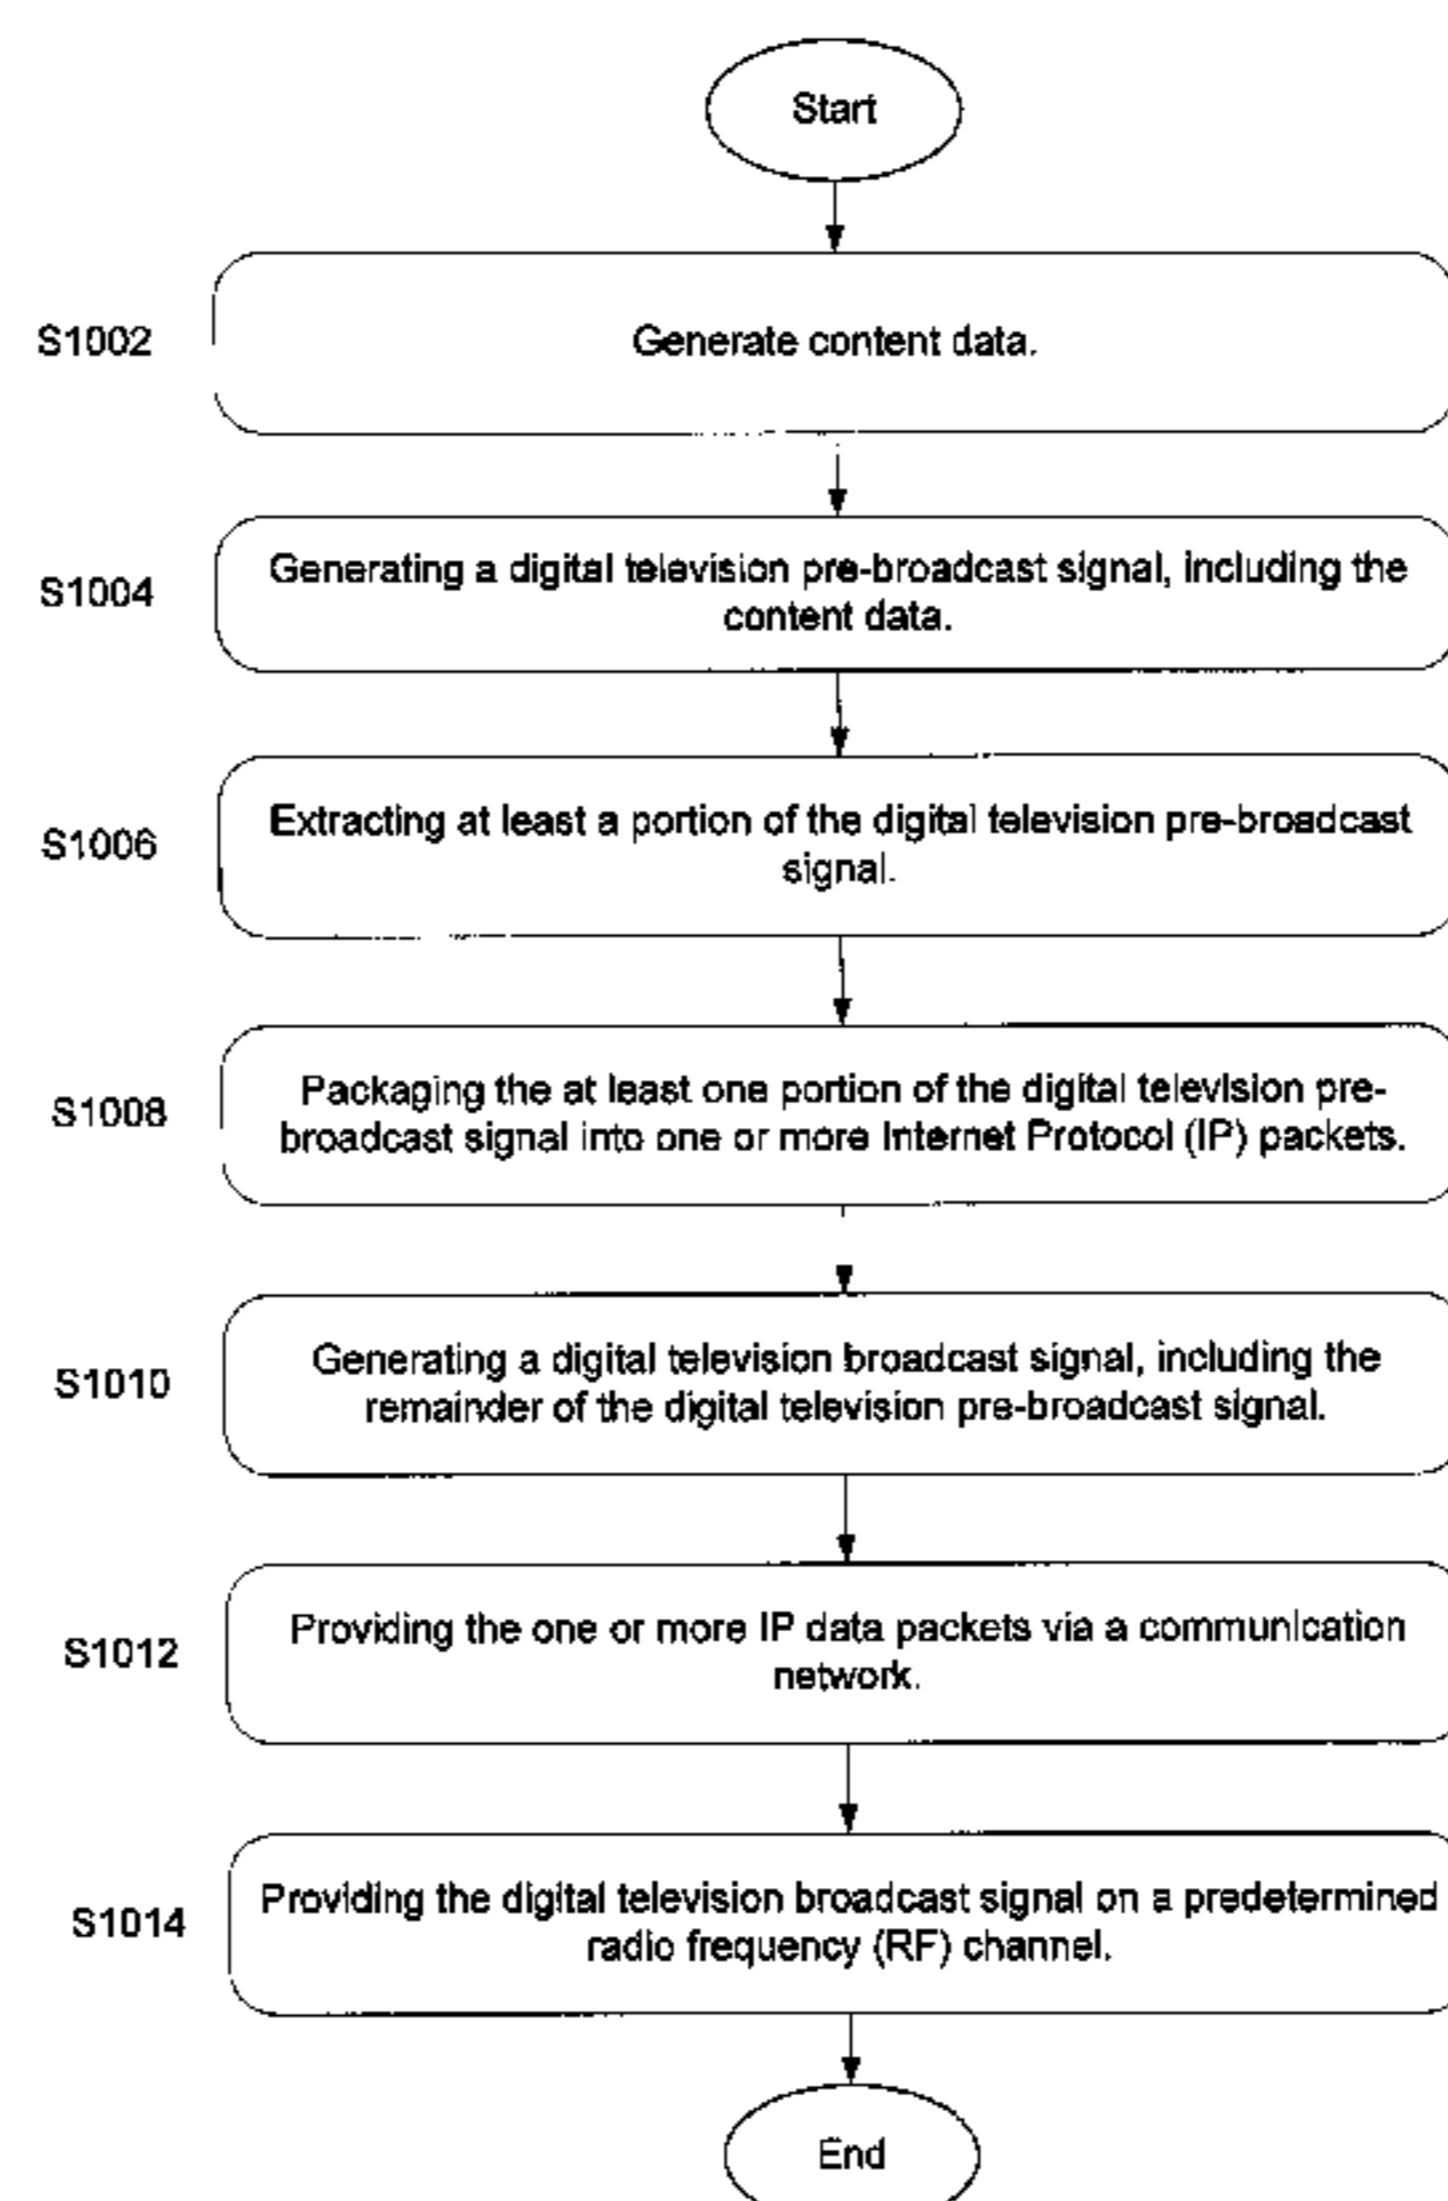 Start
S1002
Generate content data.
S1004
Generating a digital television pre-broadcast signal, including the
content data.
S1006
Extracting at least a portion of the digital television pre-broadcast
signal.
S1008
Packaging the at least one portion of the digital television pre-
broadcast signal into one or more Internet Protocol (IP) packets.
S1010
Generating a digital television broadcast signal, including the
remainder of the digital television pre-broadcast signal.
S1012
Providing the one or more IP data packets via a communication
network.
S1014
Providing the digital television broadcast signal on a predetermined
radio frequency (RF) channel.
End